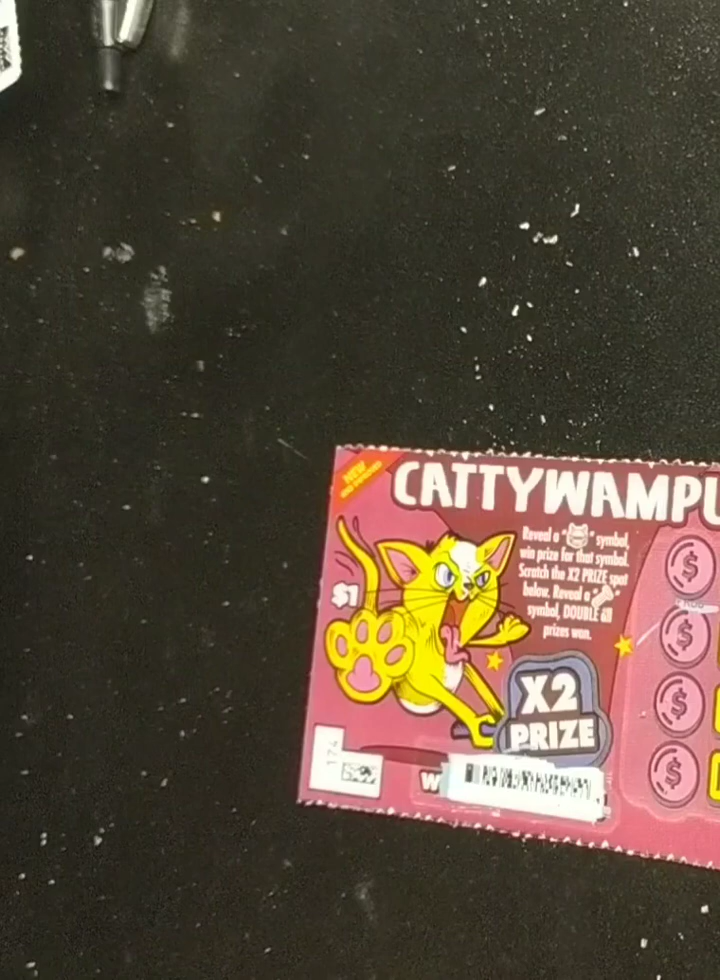 NEW
CATTYWAMPU
Reveal a " " symbol,
win prize for that symbol.
Scratch the X2 PRIZE spot
below. Reveal a " "
symbol, DOUBLE all
prizes won.
$1
X2
PRIZE
174
W
$
$
$
$